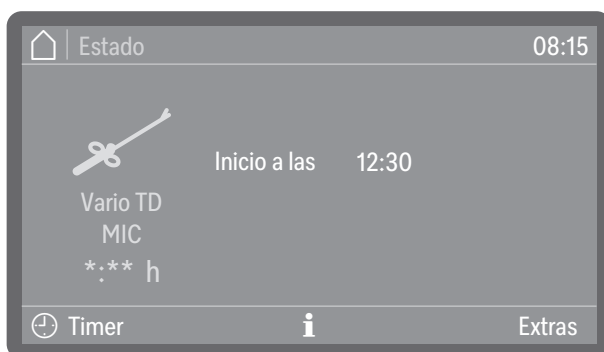 Estado 08:15
Inicio a las 12:30
Vario TD
MIC
*:** h
Timer i Extras